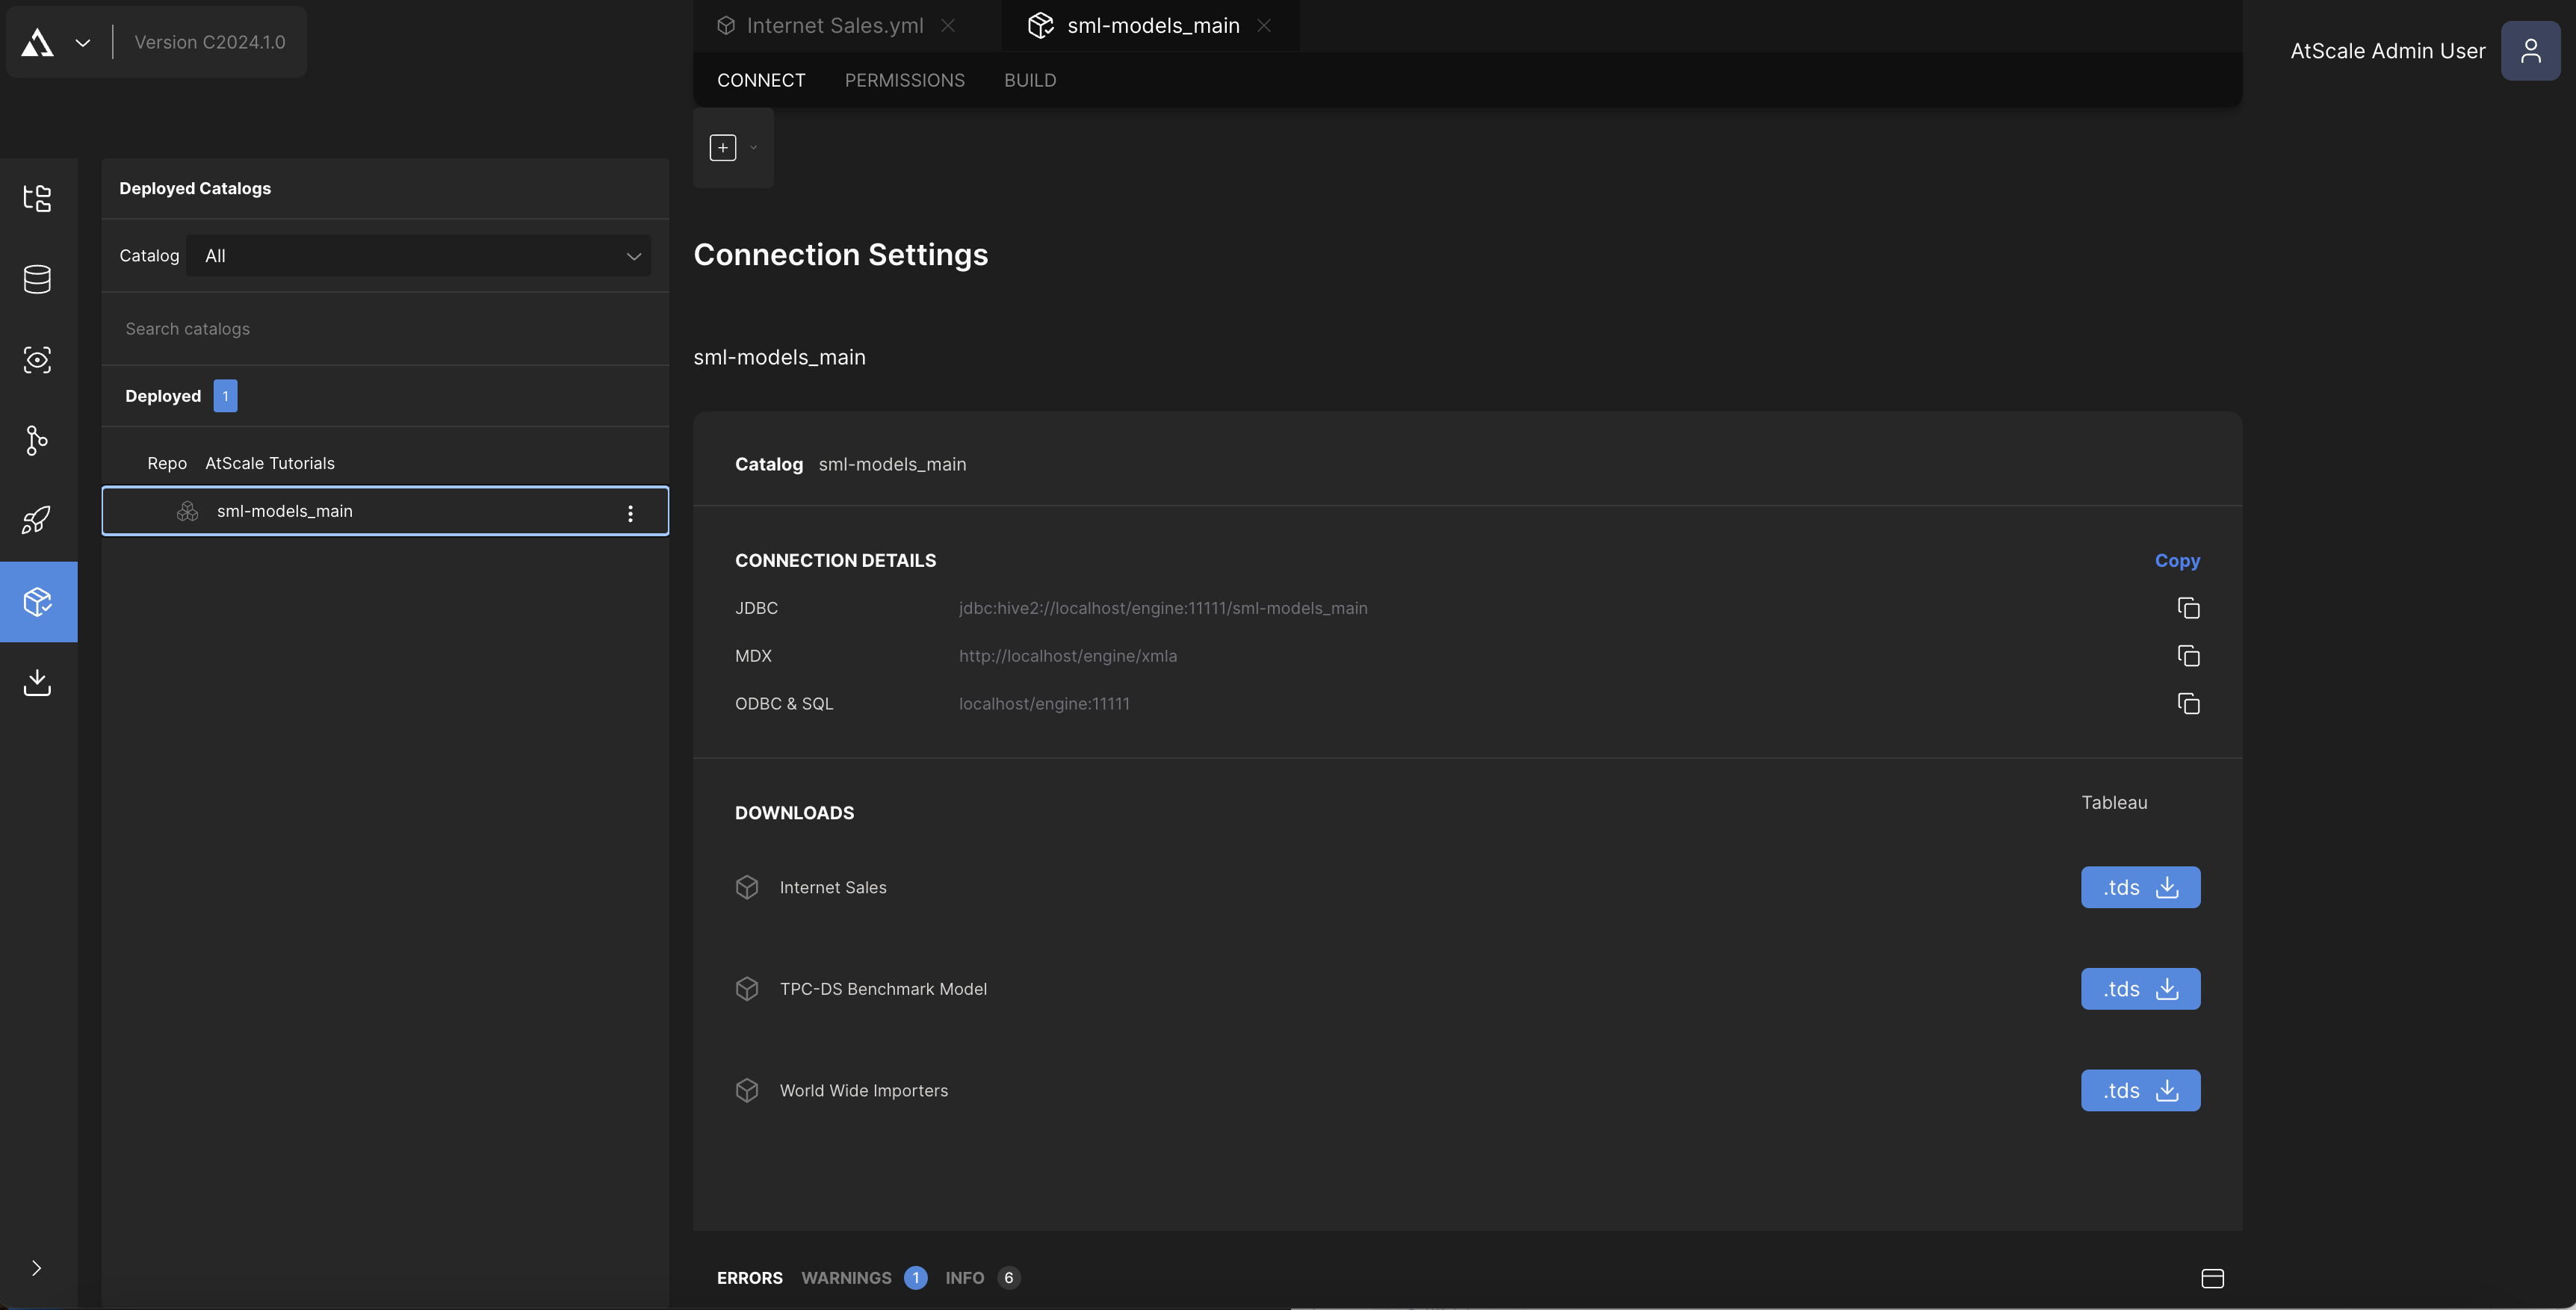 Version C2024.1.0
Internet Sales.yml
sml-models_main
AtScale Admin User
CONNECT PERMISSIONS BUILD
Deployed Catalogs
Catalog All
Search catalogs
Deployed 1
Repo AtScale Tutorials
sml-models_main
Connection Settings
sml-models_main
Catalog sml-models_main
CONNECTION DETAILS Copy
JDBC jdbc:hive2://localhost/engine:11111/sml-models_main
MDX http://localhost/engine/xmla
ODBC & SQL localhost/engine:11111
DOWNLOADS Tableau
Internet Sales .tds
TPC-DS Benchmark Model .tds
World Wide Importers .tds
ERRORS WARNINGS 1 INFO 6